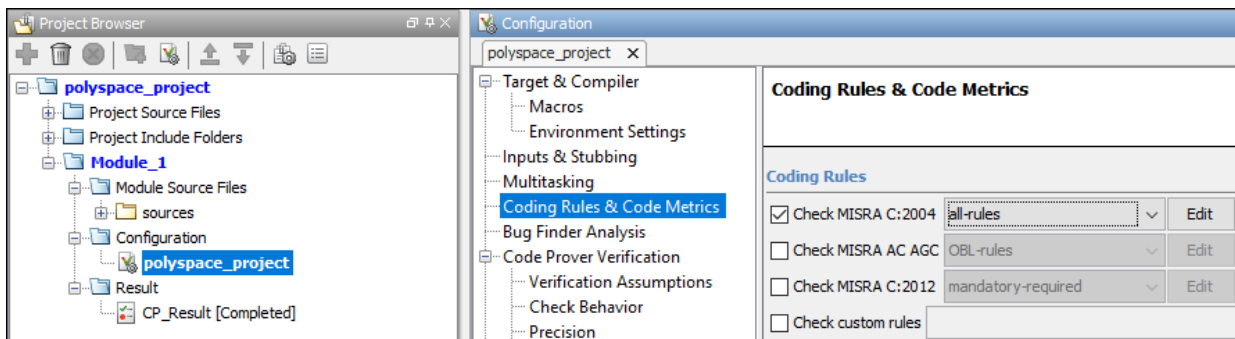 Project Browser
polyspace_project
Project Source Files
Project Include Folders
Module_1
Module Source Files
sources
Configuration
polyspace_project
Result
CP_Result [Completed]
Configuration
polyspace_project X
Target & Compiler
Macros
Environment Settings
Inputs & Stubbing
Multitasking
Coding Rules & Code Metrics
Bug Finder Analysis
Code Prover Verification
Verification Assumptions
Check Behavior
Precision
Coding Rules & Code Metrics
Coding Rules
Check MISRA C:2004 all-rules Edit
Check MISRA AC AGC OBL-rules Edit
Check MISRA C:2012 mandatory-required Edit
Check custom rules